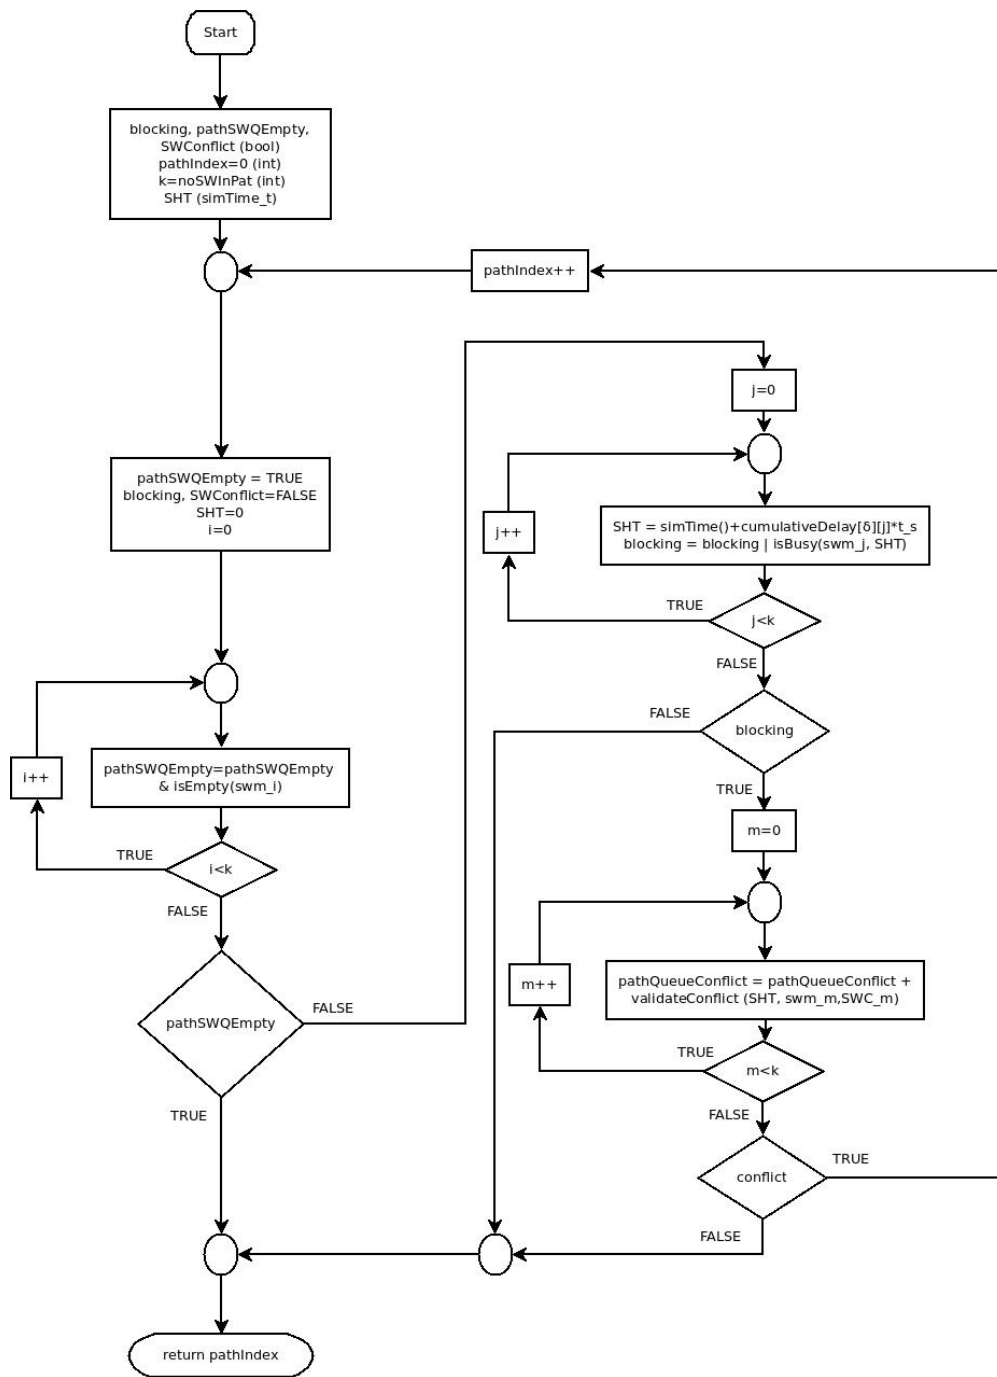 Start
blocking, pathSWQEmpty,
SWConflict (bool)
pathIndex=0 (int)
k=noSWInPat (int)
SHT (simTime_t)
pathIndex++
j=0
pathSWQEmpty = TRUE
blocking, SWConflict=FALSE
SHT=0
i=0
j++
SHT = simTime()+cumulativeDelay[δ][j]*t_s
blocking = blocking | isBusy(swm_j, SHT)
TRUE
j<k
FALSE
FALSE
blocking
TRUE
i++
pathSWQEmpty=pathSWQEmpty
& isEmpty(swm_i)
m=0
TRUE
i<k
FALSE
m++
pathQueueConflict = pathQueueConflict +
validateConflict (SHT, swm_m,SWC_m)
pathSWQEmpty
FALSE
TRUE
TRUE
m<k
FALSE
conflict
TRUE
FALSE
return pathIndex